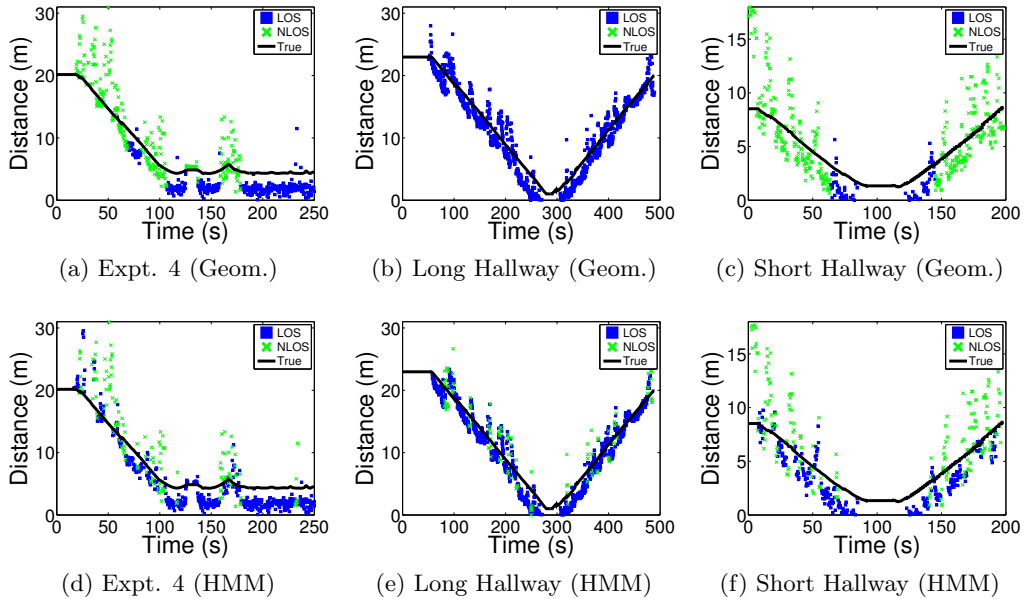 LOS
NLOS
True
Distance (m)
30
20
10
0
0 50 100 150 200 250
Time (s)
(a) Expt. 4 (Geom.)
LOS
NLOS
True
Distance (m)
30
20
10
0
0 100 200 300 400 500
Time (s)
(b) Long Hallway (Geom.)
LOS
NLOS
True
Distance (m)
15
10
5
0
0 50 100 150 200
Time (s)
(c) Short Hallway (Geom.)
LOS
NLOS
True
Distance (m)
30
20
10
0
0 50 100 150 200 250
Time (s)
(d) Expt. 4 (HMM)
LOS
NLOS
True
Distance (m)
30
20
10
0
0 100 200 300 400 500
Time (s)
(e) Long Hallway (HMM)
LOS
NLOS
True
Distance (m)
15
10
5
0
0 50 100 150 200
Time (s)
(f) Short Hallway (HMM)